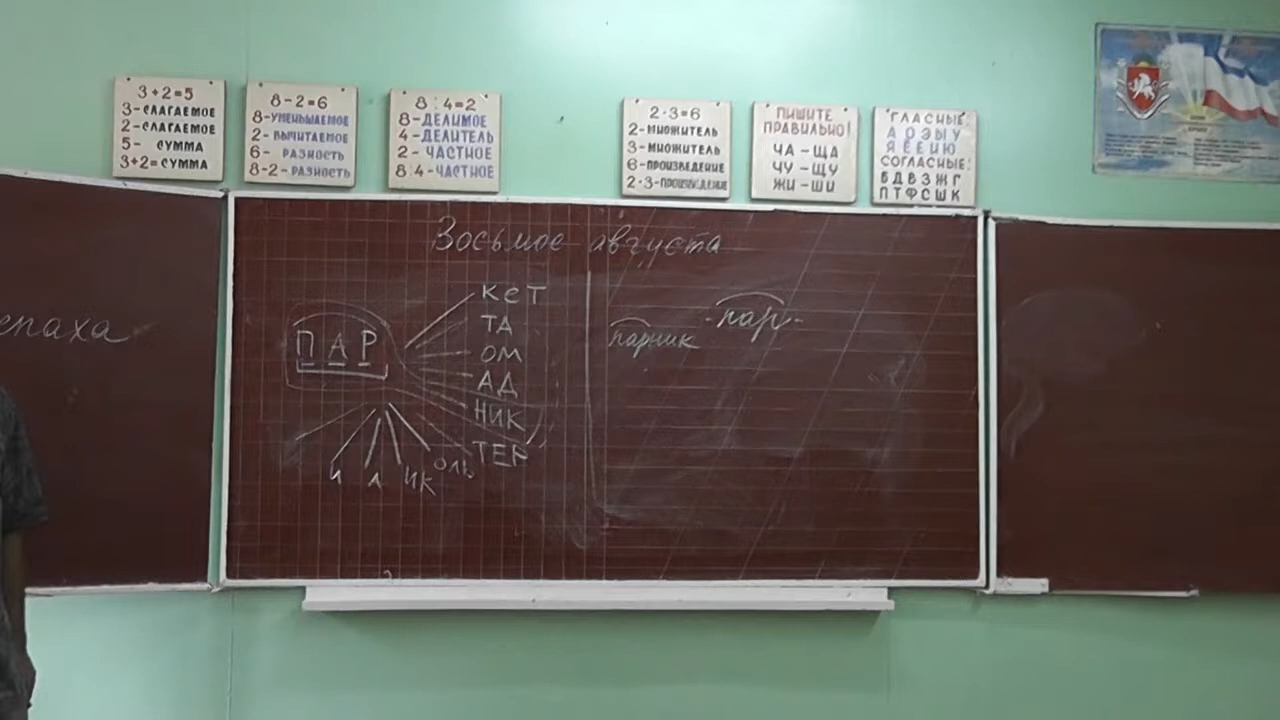 3+2=5
3-СЛАГАЕМОЕ
2-СЛАГАЕМОЕ
5- СУММА
3+2=СУММА
8-2=6
8-УМЕНЬШАЕМОЕ
2-ВЫЧИТАЕМОЕ
6- РАЗНОСТЬ
8-2-РАЗНОСТЬ
8:4=2
8-ДЕЛИМОЕ
4-ДЕЛИТЕЛЬ
2-ЧАСТНОЕ
8:4-ЧАСТНОЕ
2·3=6
2-МНОЖИТЕЛЬ
3-МНОЖИТЕЛЬ
6-ПРОИЗВЕДЕНИЕ
2·3-ПРОИЗВЕДЕНИЕ
ПИШИТЕ
ПРАВИЛЬНО!
ЧА-ЩА
ЧУ-ЩУ
ЖИ-ШИ
ГЛАСНЫЕ:
А О Э Ы У
Я Ё Е И Ю
СОГЛАСНЫЕ:
Б Д В З Ж Г
П Т Ф С Ш К
епаха
Восьмое августа
ПАР
КЕТ
ТА
ОМ
АД
НИК
ТЕР
И А ИК ОЛЬ
-пар-
парник